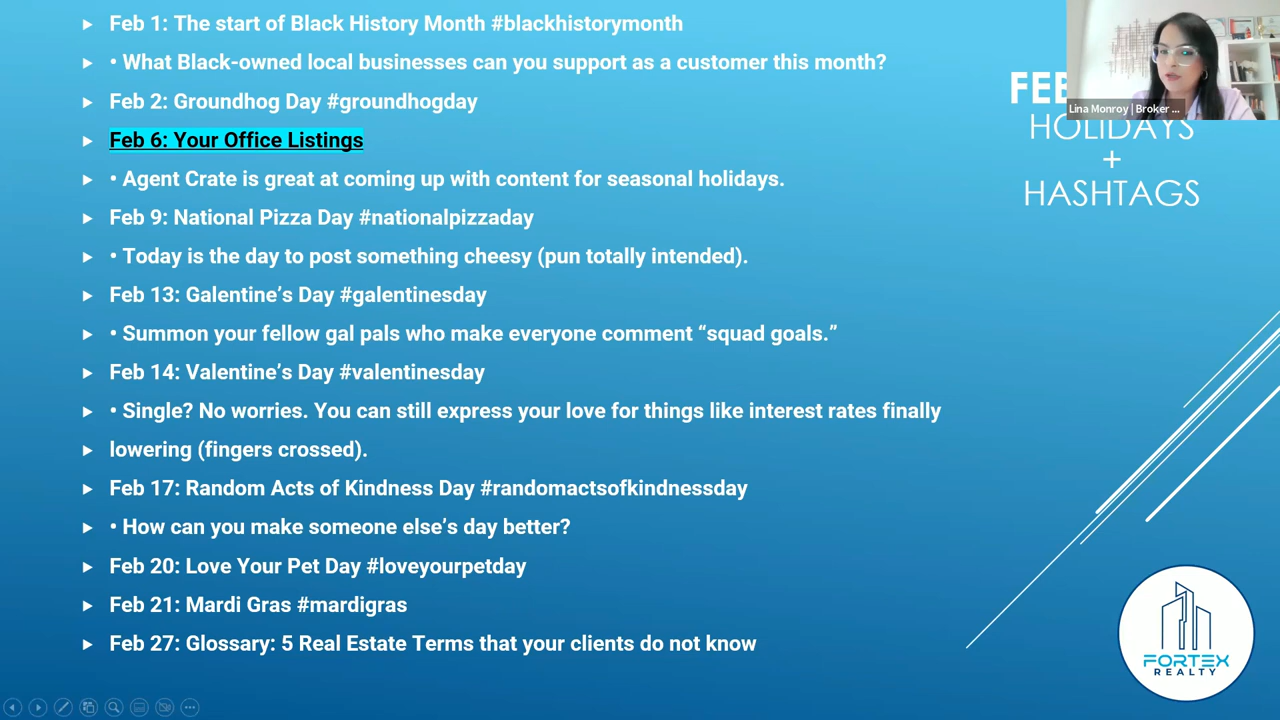 Feb 1: The start of Black History Month #blackhistorymonth
• What Black-owned local businesses can you support as a customer this month?
Feb 2: Groundhog Day #groundhogday
Feb 6: Your Office Listings
• Agent Crate is great at coming up with content for seasonal holidays.
Feb 9: National Pizza Day #nationalpizzaday
• Today is the day to post something cheesy (pun totally intended).
Feb 13: Galentine’s Day #galentinesday
• Summon your fellow gal pals who make everyone comment “squad goals.”
Feb 14: Valentine’s Day #valentinesday
• Single? No worries. You can still express your love for things like interest rates finally
lowering (fingers crossed).
Feb 17: Random Acts of Kindness Day #randomactsofkindnessday
• How can you make someone else’s day better?
Feb 20: Love Your Pet Day #loveyourpetday
Feb 21: Mardi Gras #mardigras
Feb 27: Glossary: 5 Real Estate Terms that your clients do not know
HOLIDAYS
+
HASHTAGS
Lina Monroy | Broker ...
FORTEX
REALTY